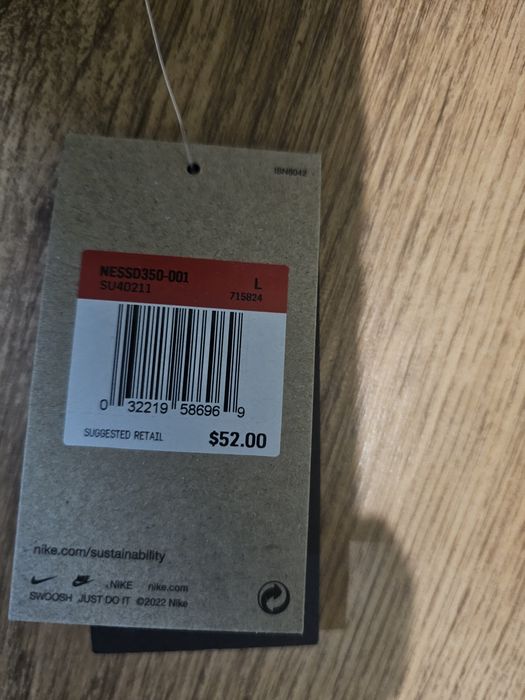 ISN6042
NESSD350-001 L
SU40211 715824
0 32219 58696 9
SUGGESTED RETAIL $52.00
nike.com/sustainability
.NIKE nike.com
SWOOSH JUST DO IT ©2022 Nike